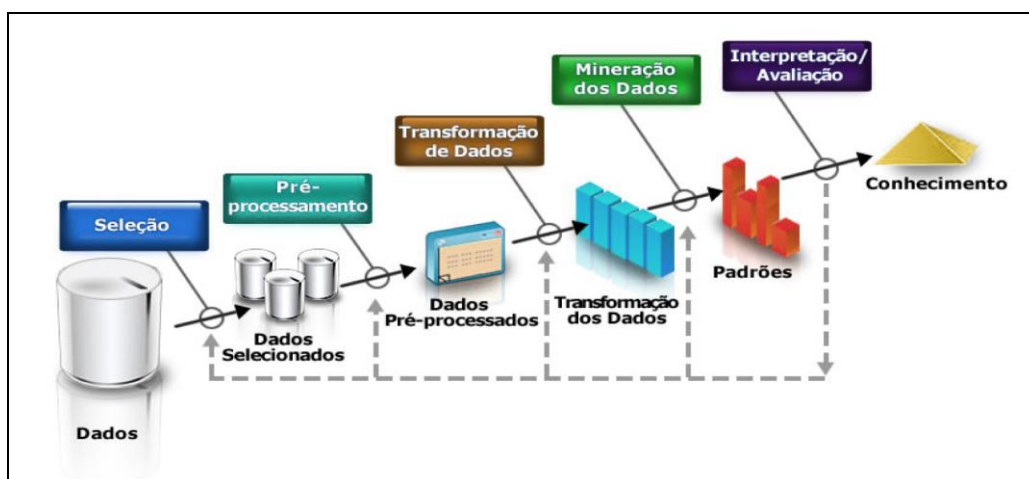 Seleção
Pré-
processamento
Transformação
de Dados
Mineração
dos Dados
Interpretação/
Avaliação
Dados
Dados
Selecionados
Dados
Pré-processados
Transformação
dos Dados
Padrões
Conhecimento